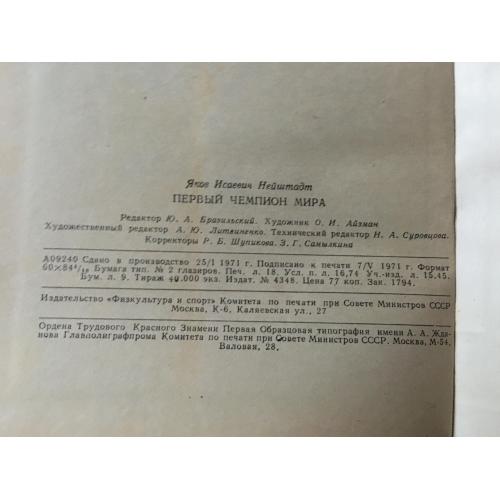 Яков Исаевич Нейштадт
ПЕРВЫЙ ЧЕМПИОН МИРА
Редактор Ю. А. Бразильский. Художник О. И. Айзман
Художественный редактор А. Ю. Литвиненко. Технический редактор Н. А. Суровцова.
Корректоры Р. Б. Шупикова, З. Г. Самылкина
А09240 Сдано в производство 25/I 1971 г. Подписано к печати 7/V 1971 г. Формат
60×84¹/₁₆ Бумага тип. № 2 глазиров. Печ. л. 18. Усл. п. л. 16,74 Уч.-изд. л. 15,45.
Бум. л. 9. Тираж 40.000 экз. Издат. № 4348. Цена 77 коп. Зак. 1794.
Издательство «Физкультура и спорт» Комитета по печати при Совете Министров СССР
Москва, К-6, Каляевская ул., 27
Ордена Трудового Красного Знамени Первая Образцовая типография имени А. А. Жда-
нова Главполиграфпрома Комитета по печати при Совете Министров СССР. Москва, М-54,
Валовая, 28.